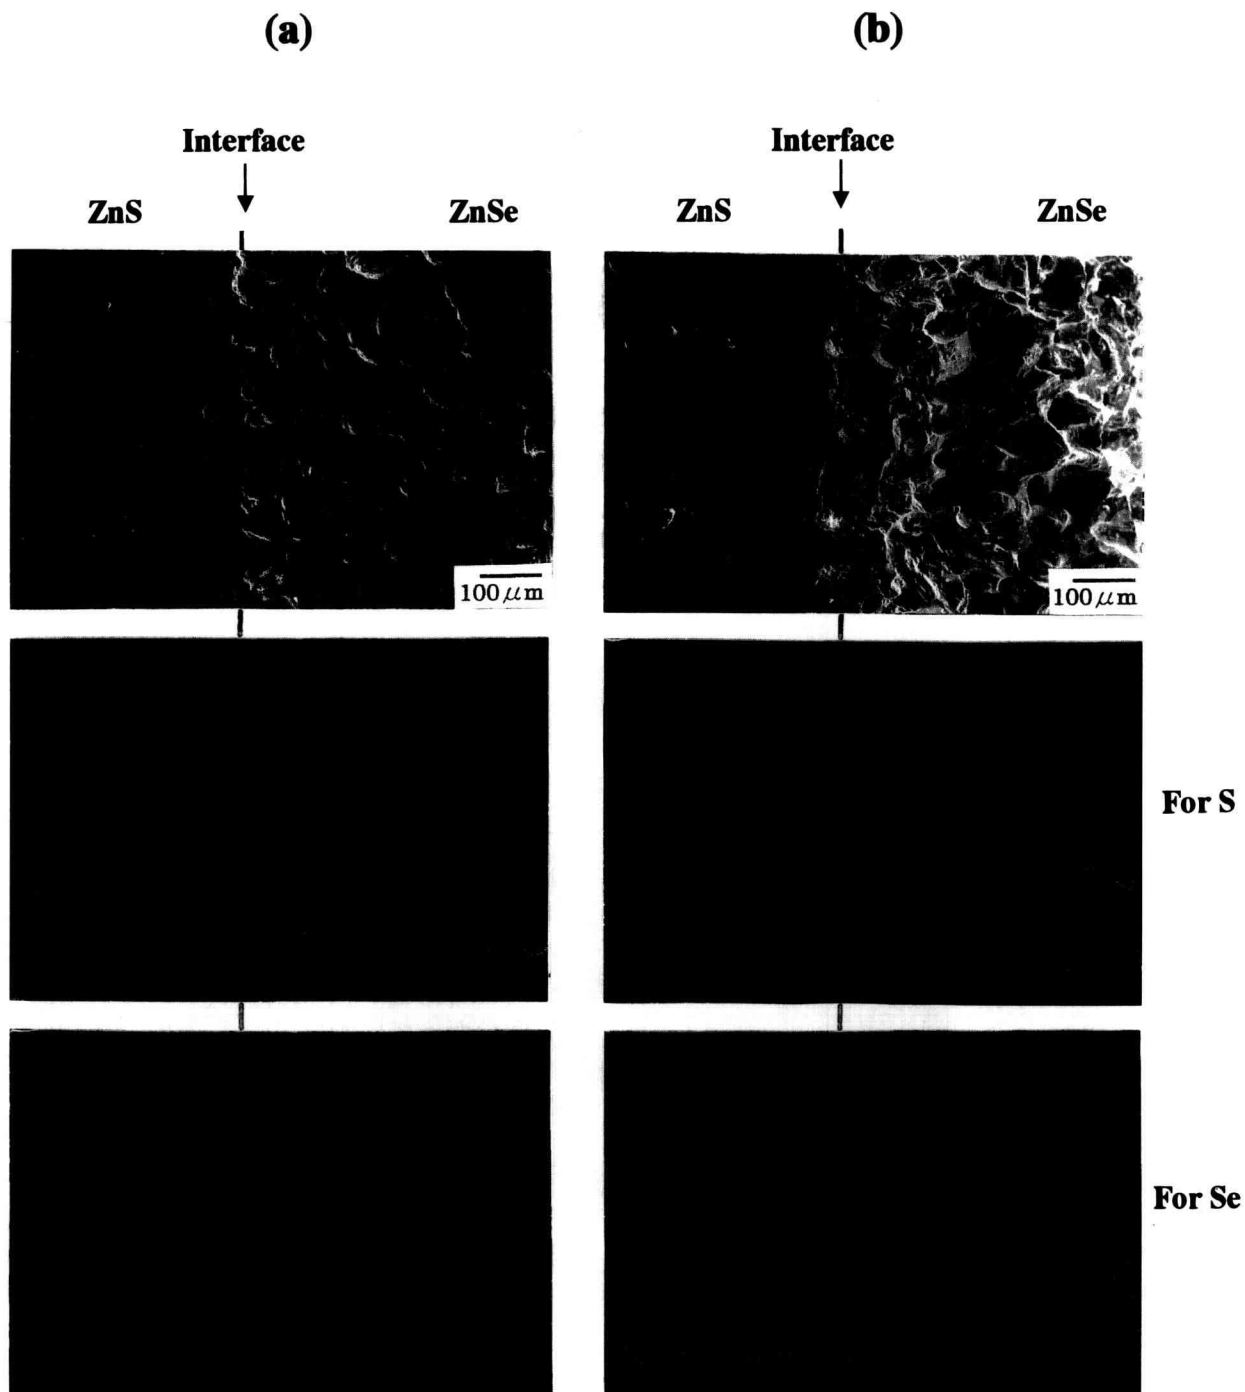 (a)
(b)
Interface
Interface
ZnS
ZnSe
ZnS
ZnSe
100 μm
100 μm
For S
For Se